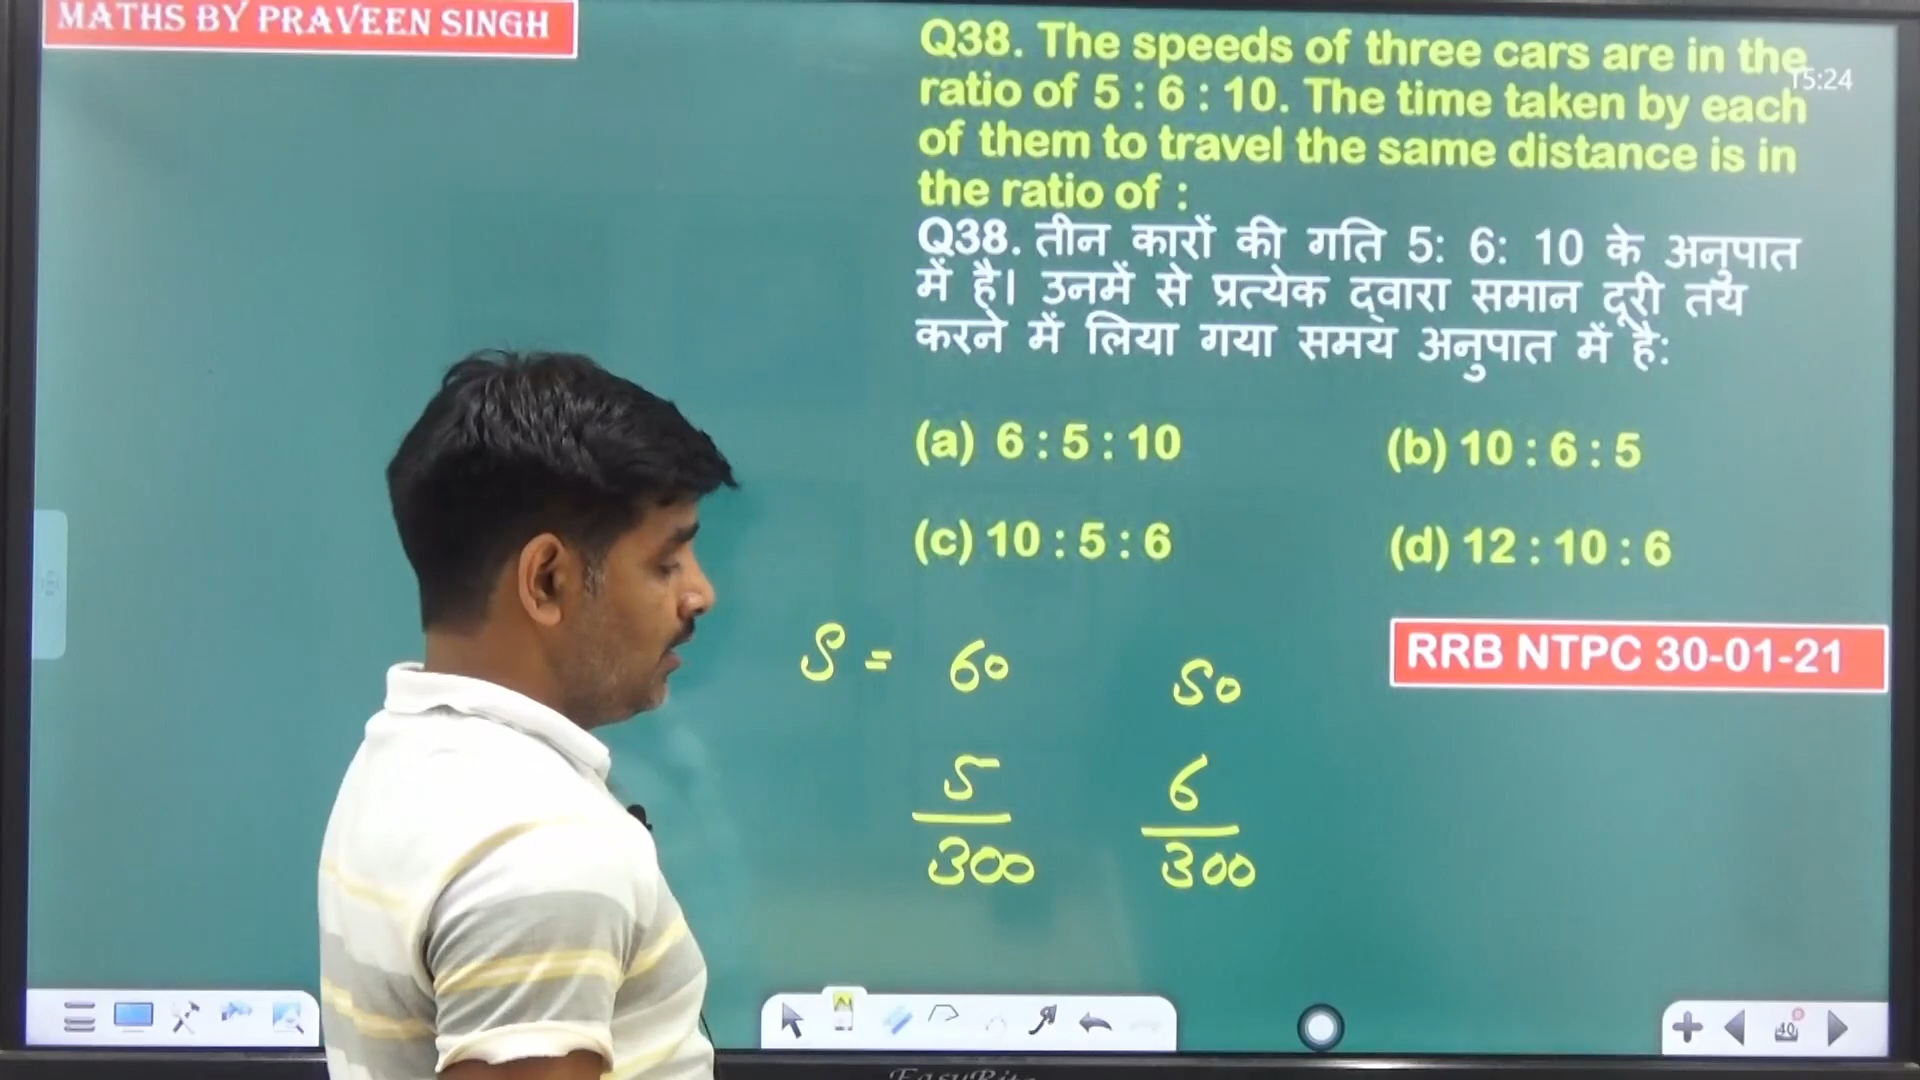 MATHS BY PRAVEEN SINGH
Q38. The speeds of three cars are in the
15:24
ratio of 5 : 6 : 10. The time taken by each
of them to travel the same distance is in
the ratio of :
Q38. तीन कारों की गति 5: 6: 10 के अनुपात
में है। उनमें से प्रत्येक द्वारा समान दूरी तय
करने में लिया गया समय अनुपात में है:
(a) 6 : 5 : 10
(b) 10 : 6 : 5
(c) 10 : 5 : 6
(d) 12 : 10 : 6
RRB NTPC 30-01-21
S = 60 50
5 6
300 300
40